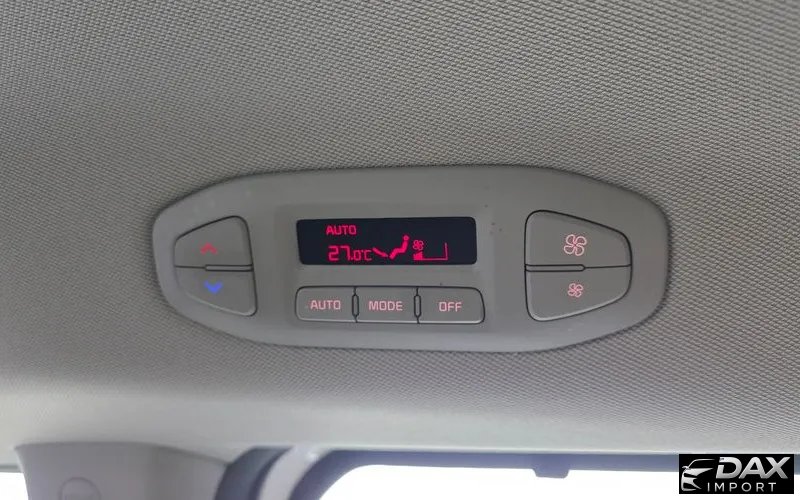 AUTO
27.0°C
AUTO MODE OFF
DAX
IMPORT